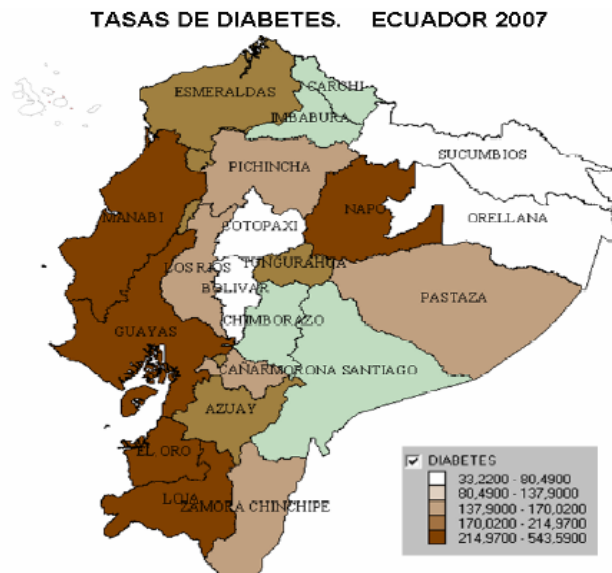 TASAS DE DIABETES. ECUADOR 2007
ESMERALDAS
CARCHI
IMBABURA
SUCUMBIOS
PICHINCHA
NAPO
ORELLANA
MANABI
COTOPAXI
LOS RIOS
TUNGURAHUA
BOLIVAR
PASTAZA
GUAYAS
CHIMBORAZO
CAÑAR
MORONA SANTIAGO
AZUAY
EL ORO
LOJA
ZAMORA CHINCHIPE
DIABETES
33,2200 - 80,4900
80,4900 - 137,9000
137,9000 - 170,0200
170,0200 - 214,9700
214,9700 - 543.5900